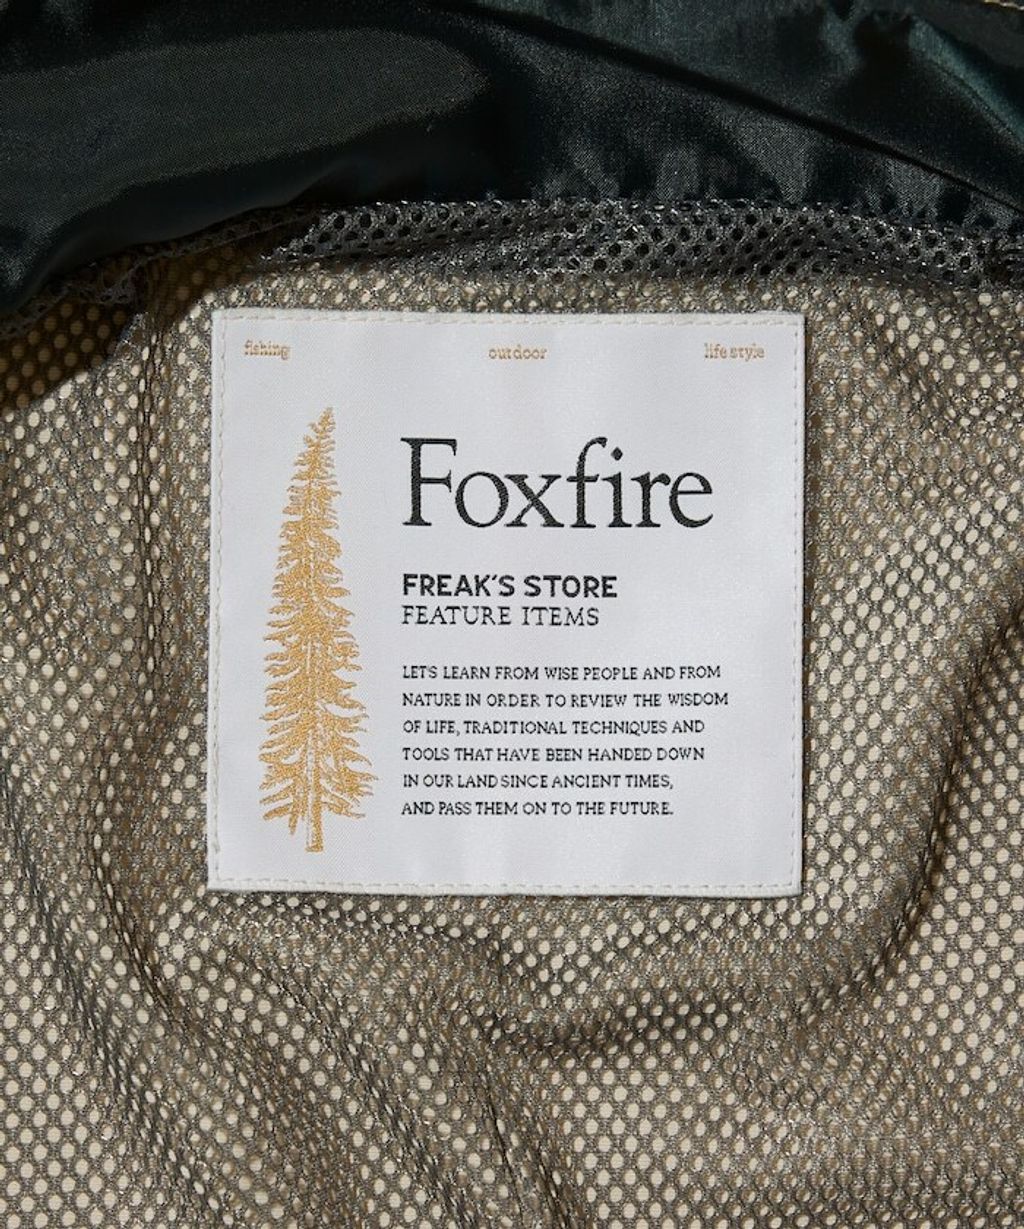 fishing outdoor life style
Foxfire
FREAK'S STORE
FEATURE ITEMS
LET'S LEARN FROM WISE PEOPLE AND FROM
NATURE IN ORDER TO REVIEW THE WISDOM
OF LIFE, TRADITIONAL TECHNIQUES AND
TOOLS THAT HAVE BEEN HANDED DOWN
IN OUR LAND SINCE ANCIENT TIMES,
AND PASS THEM ON TO THE FUTURE.